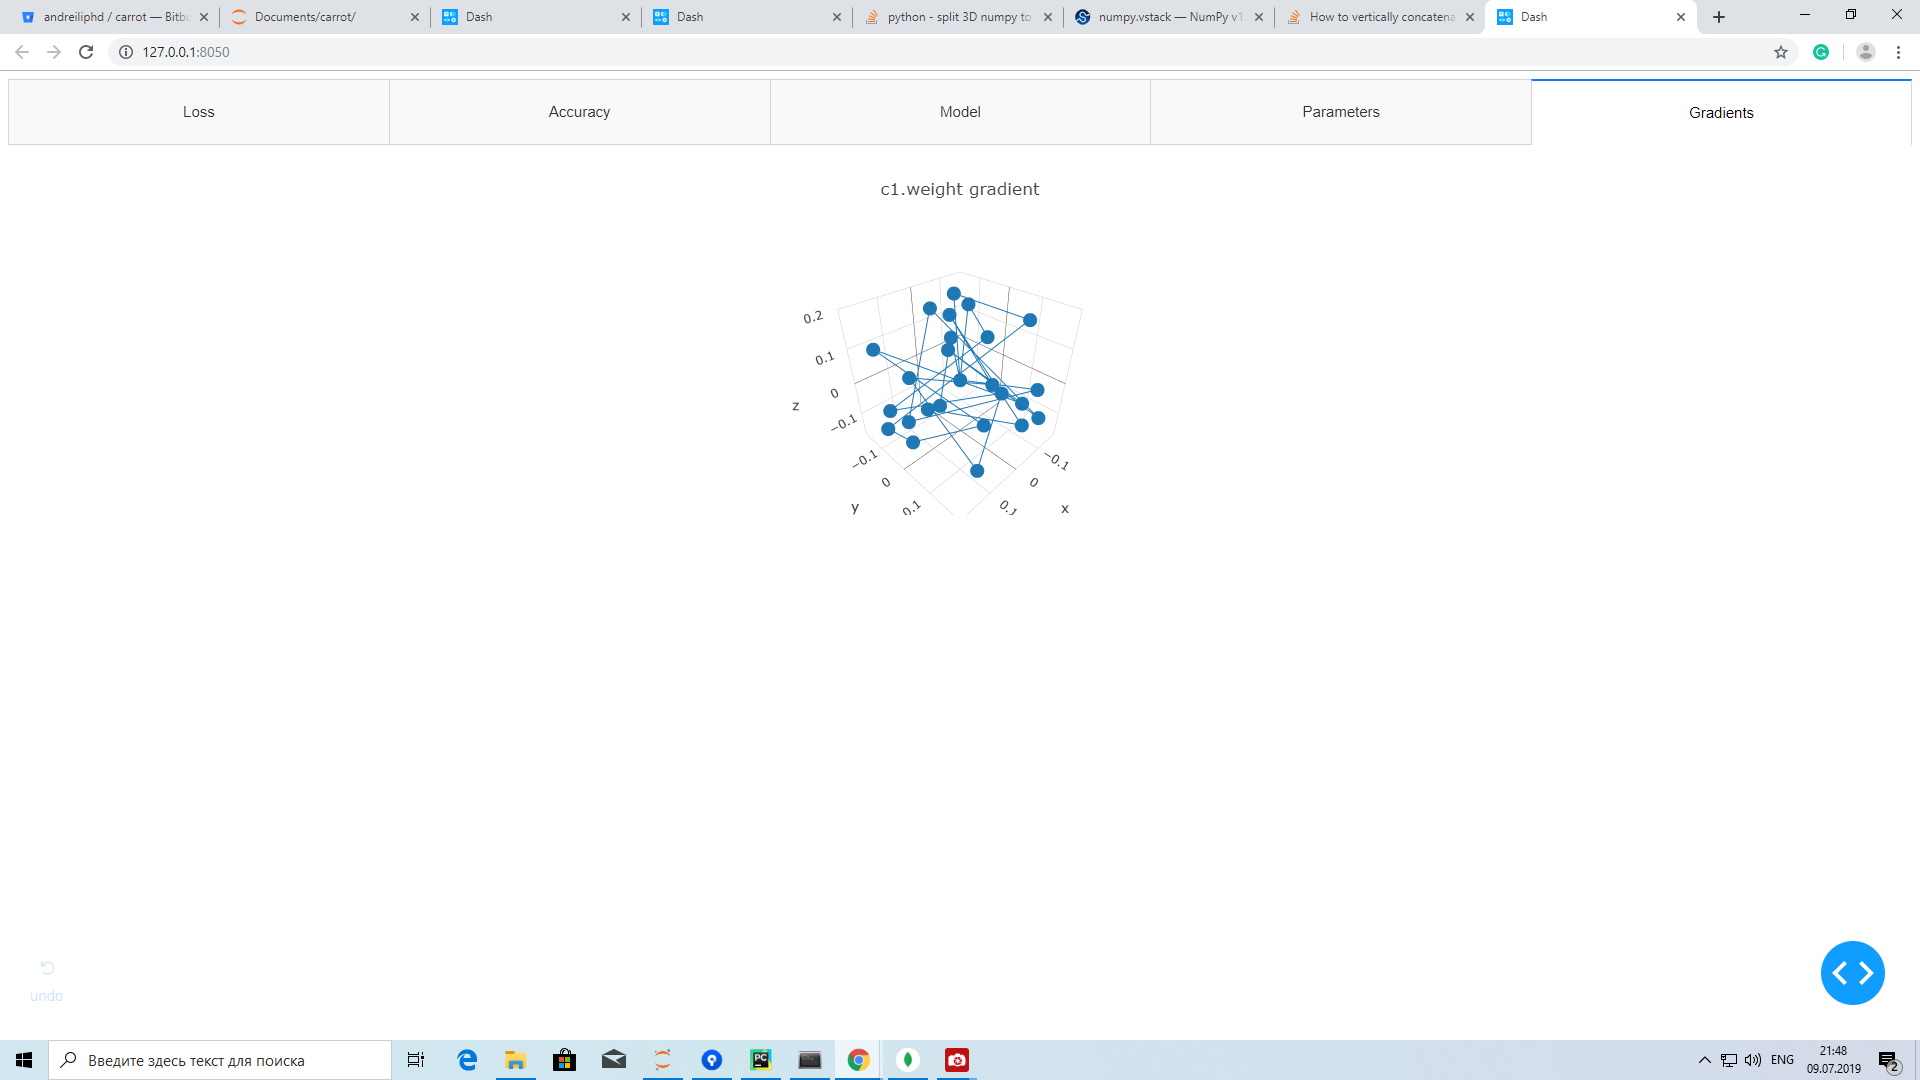 andreiliphd / carrot — Bitbu
Documents/carrot/
Dash
Dash
python - split 3D numpy to
numpy.vstack — NumPy v1.
How to vertically concatena
Dash
127.0.0.1:8050
Loss
Accuracy
Model
Parameters
Gradients
c1.weight gradient
0.2
0.1
0
−0.1
z
−0.1
0
0.1
y
−0.1
0
0.1
x
undo
Введите здесь текст для поиска
PC
ENG
21:48
09.07.2019
2